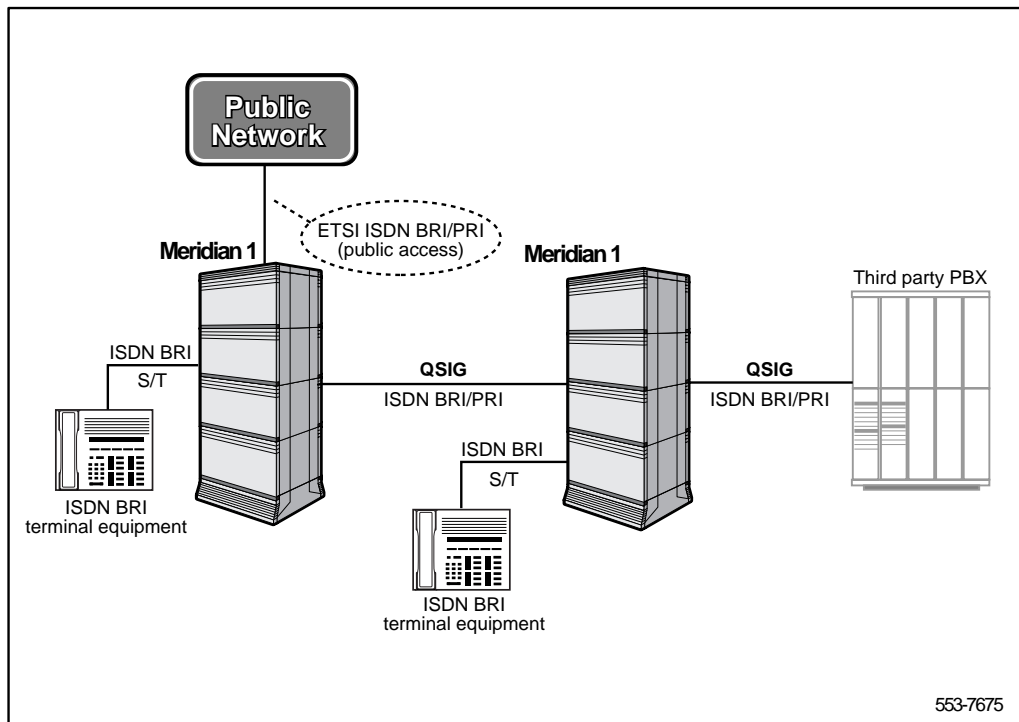 Public
Network
ETSI ISDN BRI/PRI
(public access)
Meridian 1
Meridian 1
Third party PBX
ISDN BRI
S/T
QSIG
ISDN BRI/PRI
QSIG
ISDN BRI/PRI
ISDN BRI
S/T
ISDN BRI
terminal equipment
ISDN BRI
terminal equipment
553-7675